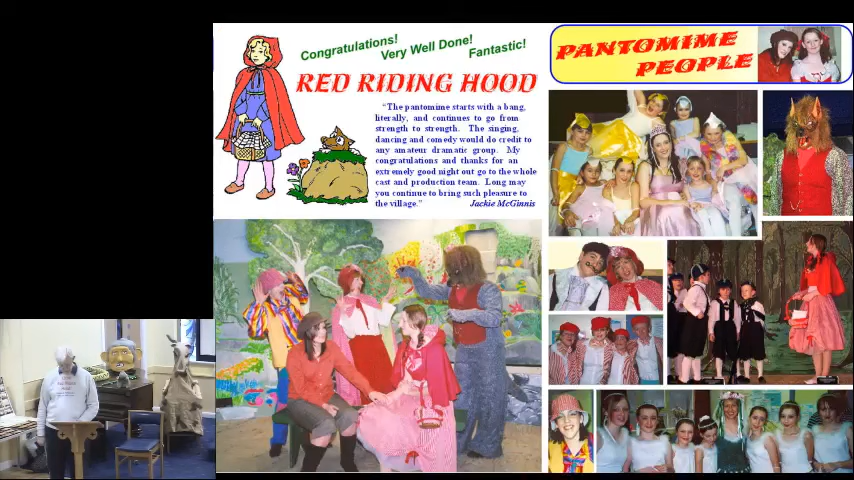 Congratulations!
Very Well Done!
Fantastic!
RED RIDING HOOD
"The pantomime starts with a bang,
literally, and continues to go from
strength to strength. The singing,
dancing and comedy would do credit to
any amateur dramatic group. My
congratulations and thanks for an
extremely good night out go to the whole
cast and production team. Long may
you continue to bring such pleasure to
the village." Jackie McGinnis
PANTOMIME
PEOPLE